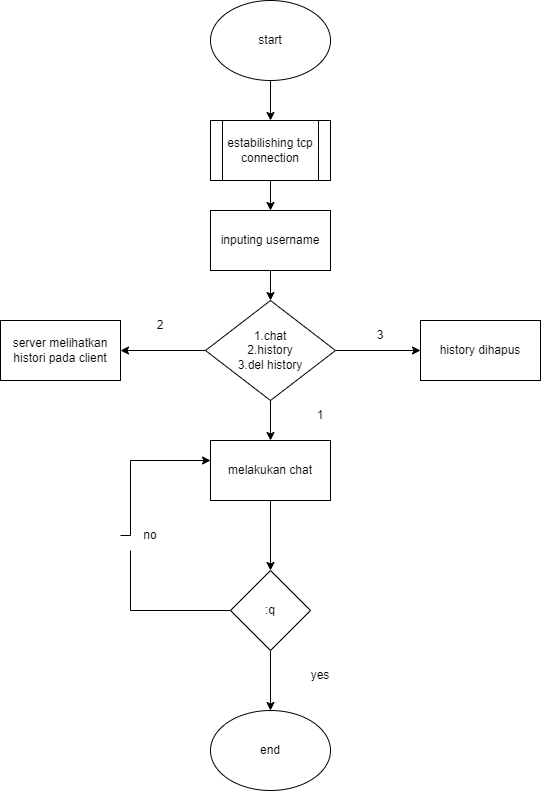 start
estabilishing tcp
connection
inputing username
2
server melihatkan
histori pada client
1.chat
2.history
3.del history
3
history dihapus
1
melakukan chat
no
:q
yes
end